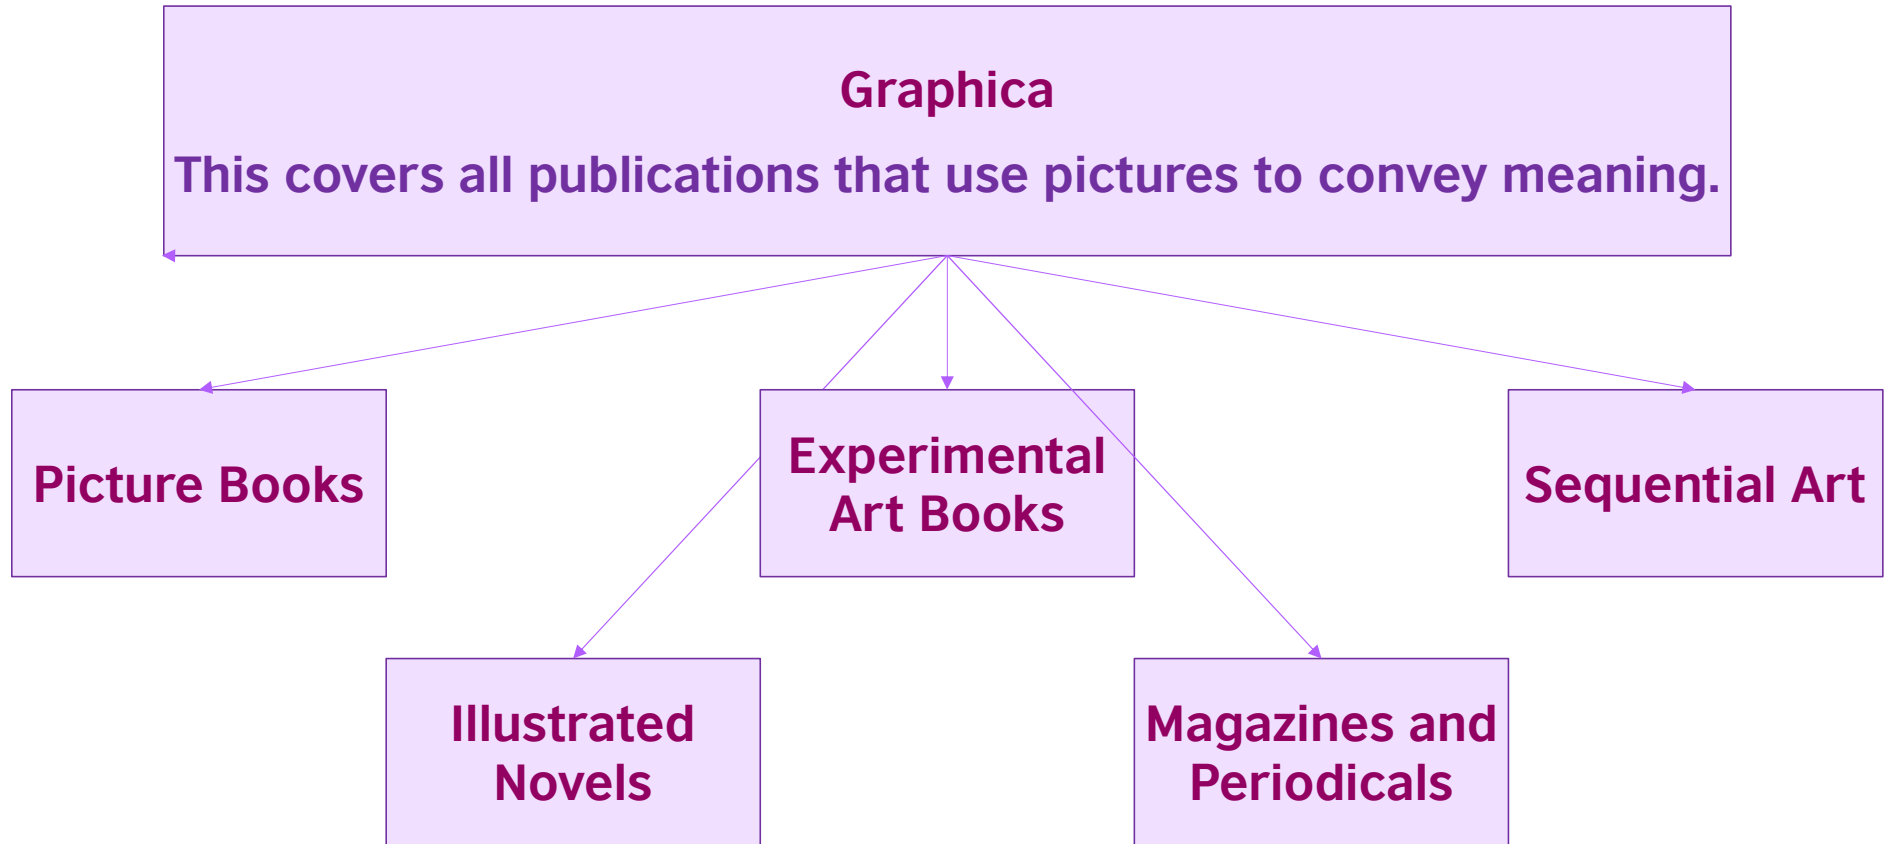 Graphica
This covers all publications that use pictures to convey meaning.
Picture Books
Experimental
Art Books
Sequential Art
Illustrated
Novels
Magazines and
Periodicals